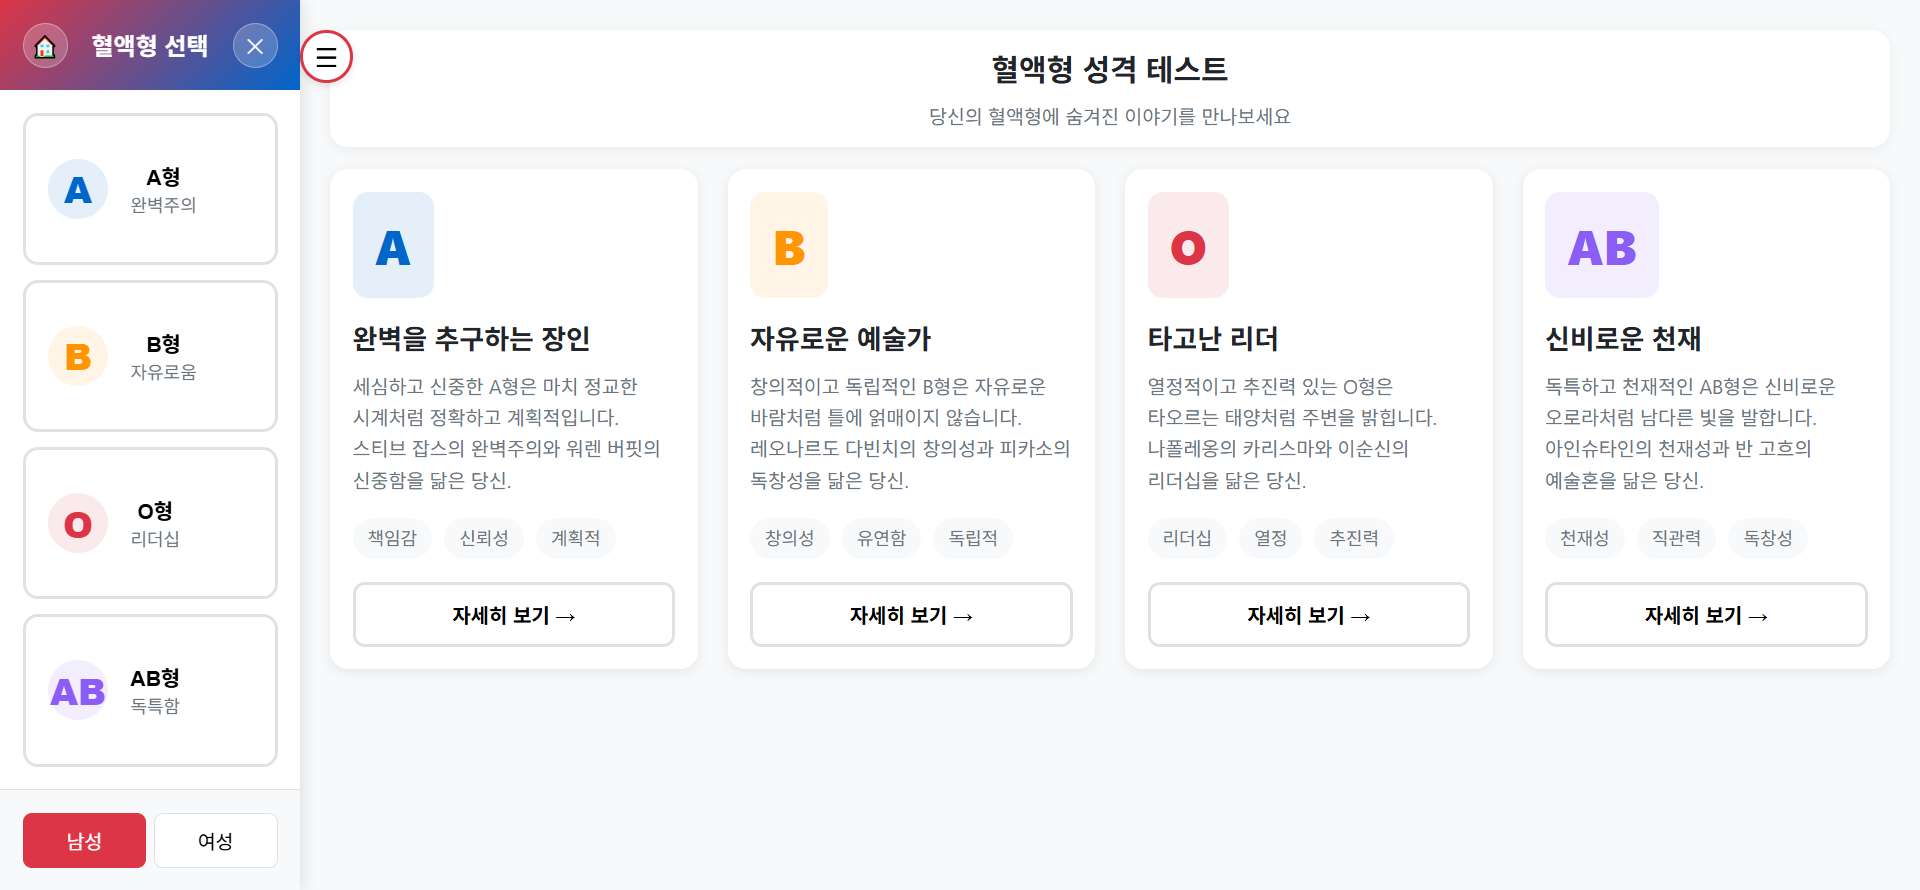 혈액형 선택
A
A형
완벽주의
B
B형
자유로움
O
O형
리더십
AB
AB형
독특함
남성
여성
혈액형 성격 테스트
당신의 혈액형에 숨겨진 이야기를 만나보세요
A
완벽을 추구하는 장인
세심하고 신중한 A형은 마치 정교한
시계처럼 정확하고 계획적입니다.
스티브 잡스의 완벽주의와 워렌 버핏의
신중함을 닮은 당신.
책임감 신뢰성 계획적
자세히 보기 →
B
자유로운 예술가
창의적이고 독립적인 B형은 자유로운
바람처럼 틀에 얽매이지 않습니다.
레오나르도 다빈치의 창의성과 피카소의
독창성을 닮은 당신.
창의성 유연함 독립적
자세히 보기 →
O
타고난 리더
열정적이고 추진력 있는 O형은
타오르는 태양처럼 주변을 밝힙니다.
나폴레옹의 카리스마와 이순신의
리더십을 닮은 당신.
리더십 열정 추진력
자세히 보기 →
AB
신비로운 천재
독특하고 천재적인 AB형은 신비로운
오로라처럼 남다른 빛을 발합니다.
아인슈타인의 천재성과 반 고흐의
예술혼을 닮은 당신.
천재성 직관력 독창성
자세히 보기 →